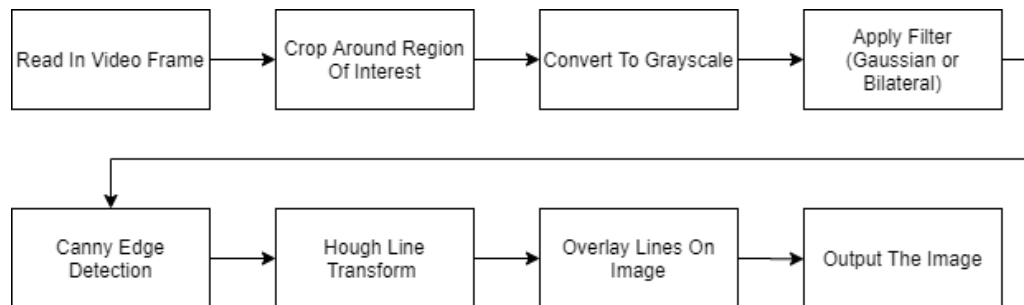 Read In Video Frame
Crop Around Region
Of Interest
Convert To Grayscale
Apply Filter
(Gaussian or
Bilateral)
Canny Edge
Detection
Hough Line
Transform
Overlay Lines On
Image
Output The Image